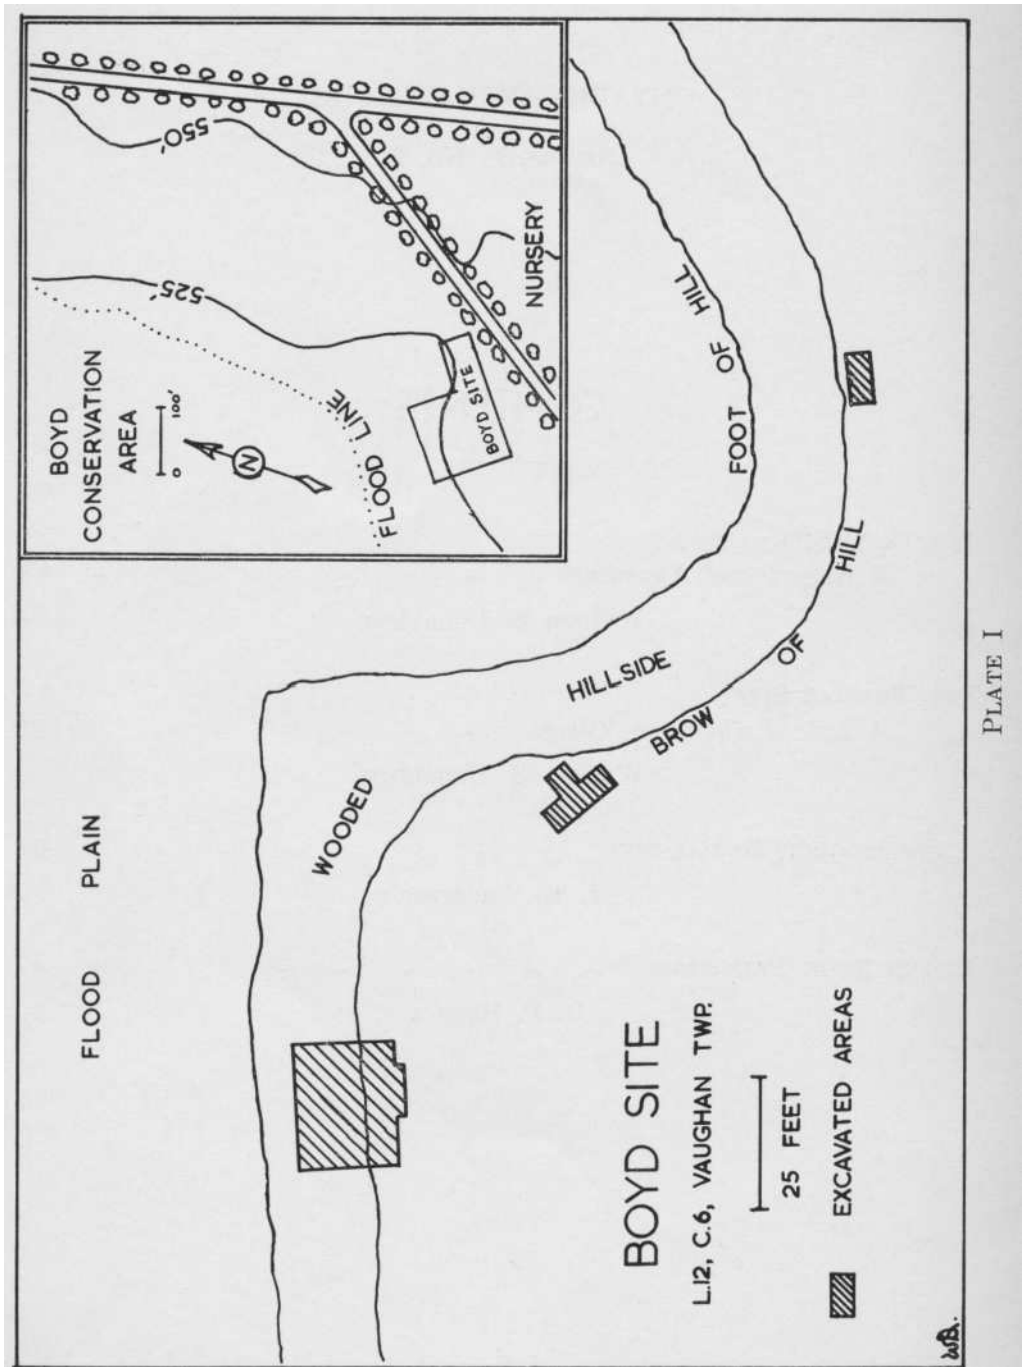 BOYD
CONSERVATION
AREA
0 100'
N
550'
525'
FLOOD LINE
BOYD SITE
NURSERY
FLOOD PLAIN
WOODED HILLSIDE
FOOT OF HILL
BROW OF HILL
BOYD SITE
L.12, C.6, VAUGHAN TWP.
25 FEET
EXCAVATED AREAS
PLATE I